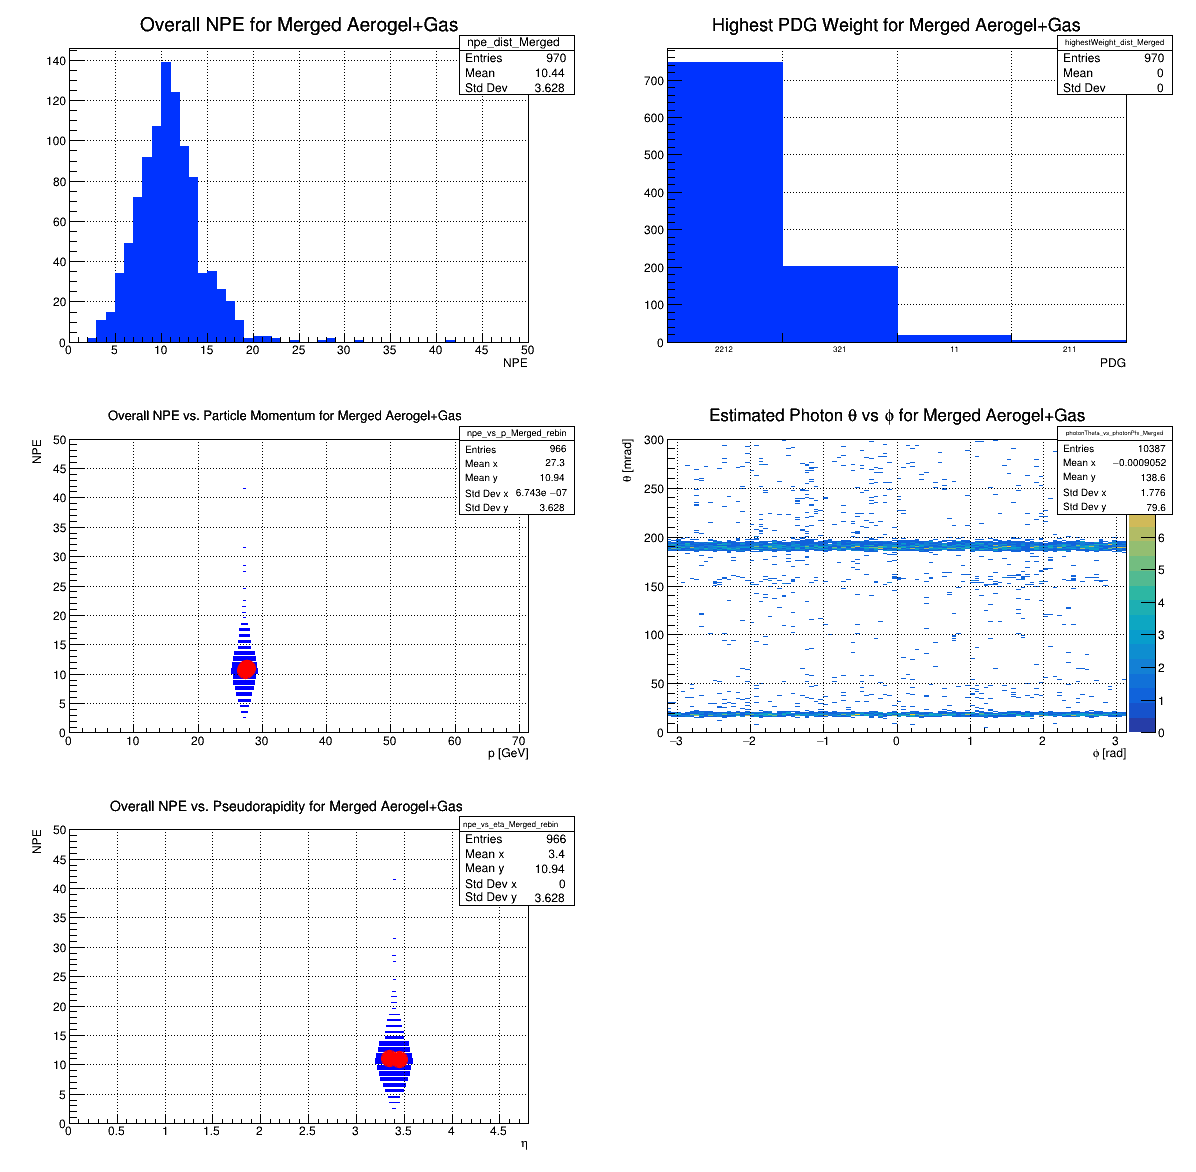 Overall NPE for Merged Aerogel+Gas
npe_dist_Merged
Entries 970
Mean 10.44
Std Dev 3.628
140
120
100
80
60
40
20
0
0 5 10 15 20 25 30 35 40 45 50
NPE
Highest PDG Weight for Merged Aerogel+Gas
highestWeight_dist_Merged
Entries 970
Mean 0
Std Dev 0
700
600
500
400
300
200
100
0
2212 321 11 211
PDG
Overall NPE vs. Particle Momentum for Merged Aerogel+Gas
npe_vs_p_Merged_rebin
Entries 966
Mean x 27.3
Mean y 10.94
Std Dev x 6.743e −07
Std Dev y 3.628
NPE
50
45
40
35
30
25
20
15
10
5
0
0 10 20 30 40 50 60 70
p [GeV]
Estimated Photon θ vs ϕ for Merged Aerogel+Gas
photonTheta_vs_photonPhi_Merged
Entries 10387
Mean x −0.0009052
Mean y 138.6
Std Dev x 1.776
Std Dev y 79.6
θ [mrad]
300
250
200
150
100
50
0
−3 −2 −1 0 1 2 3
ϕ [rad]
6
5
4
3
2
1
0
Overall NPE vs. Pseudorapidity for Merged Aerogel+Gas
npe_vs_eta_Merged_rebin
Entries 966
Mean x 3.4
Mean y 10.94
Std Dev x 0
Std Dev y 3.628
NPE
50
45
40
35
30
25
20
15
10
5
0
0 0.5 1 1.5 2 2.5 3 3.5 4 4.5
η